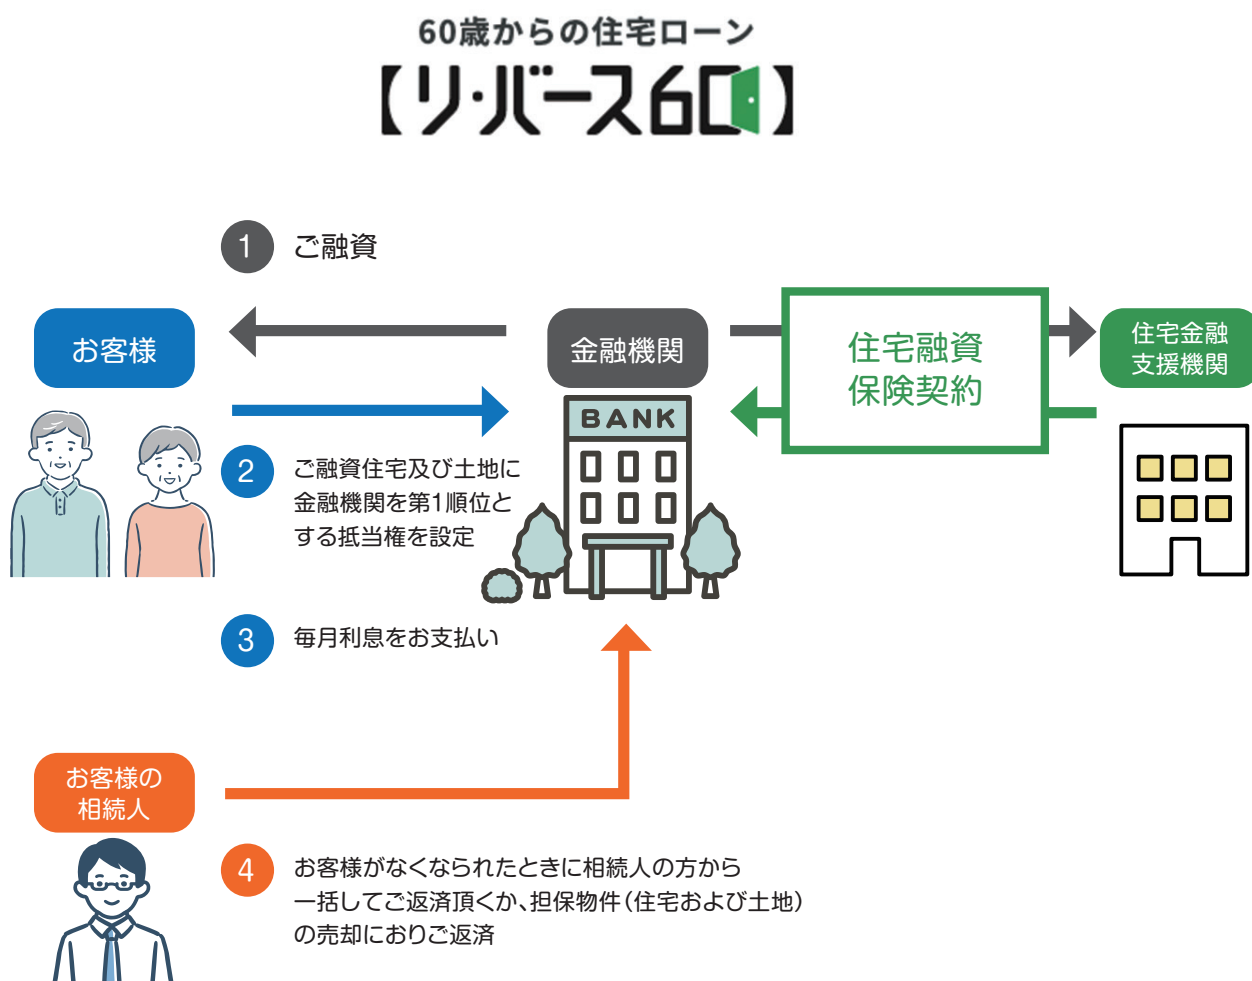 60歳からの住宅ローン
【リ・バース60】
1 ご融資
お客様
金融機関
住宅融資
保険契約
住宅金融
支援機関
BANK
2 ご融資住宅及び土地に
金融機関を第1順位と
する抵当権を設定
3 毎月利息をお支払い
お客様の
相続人
4 お客様がなくなられたときに相続人の方から
一括してご返済頂くか、担保物件（住宅および土地）
の売却におりご返済